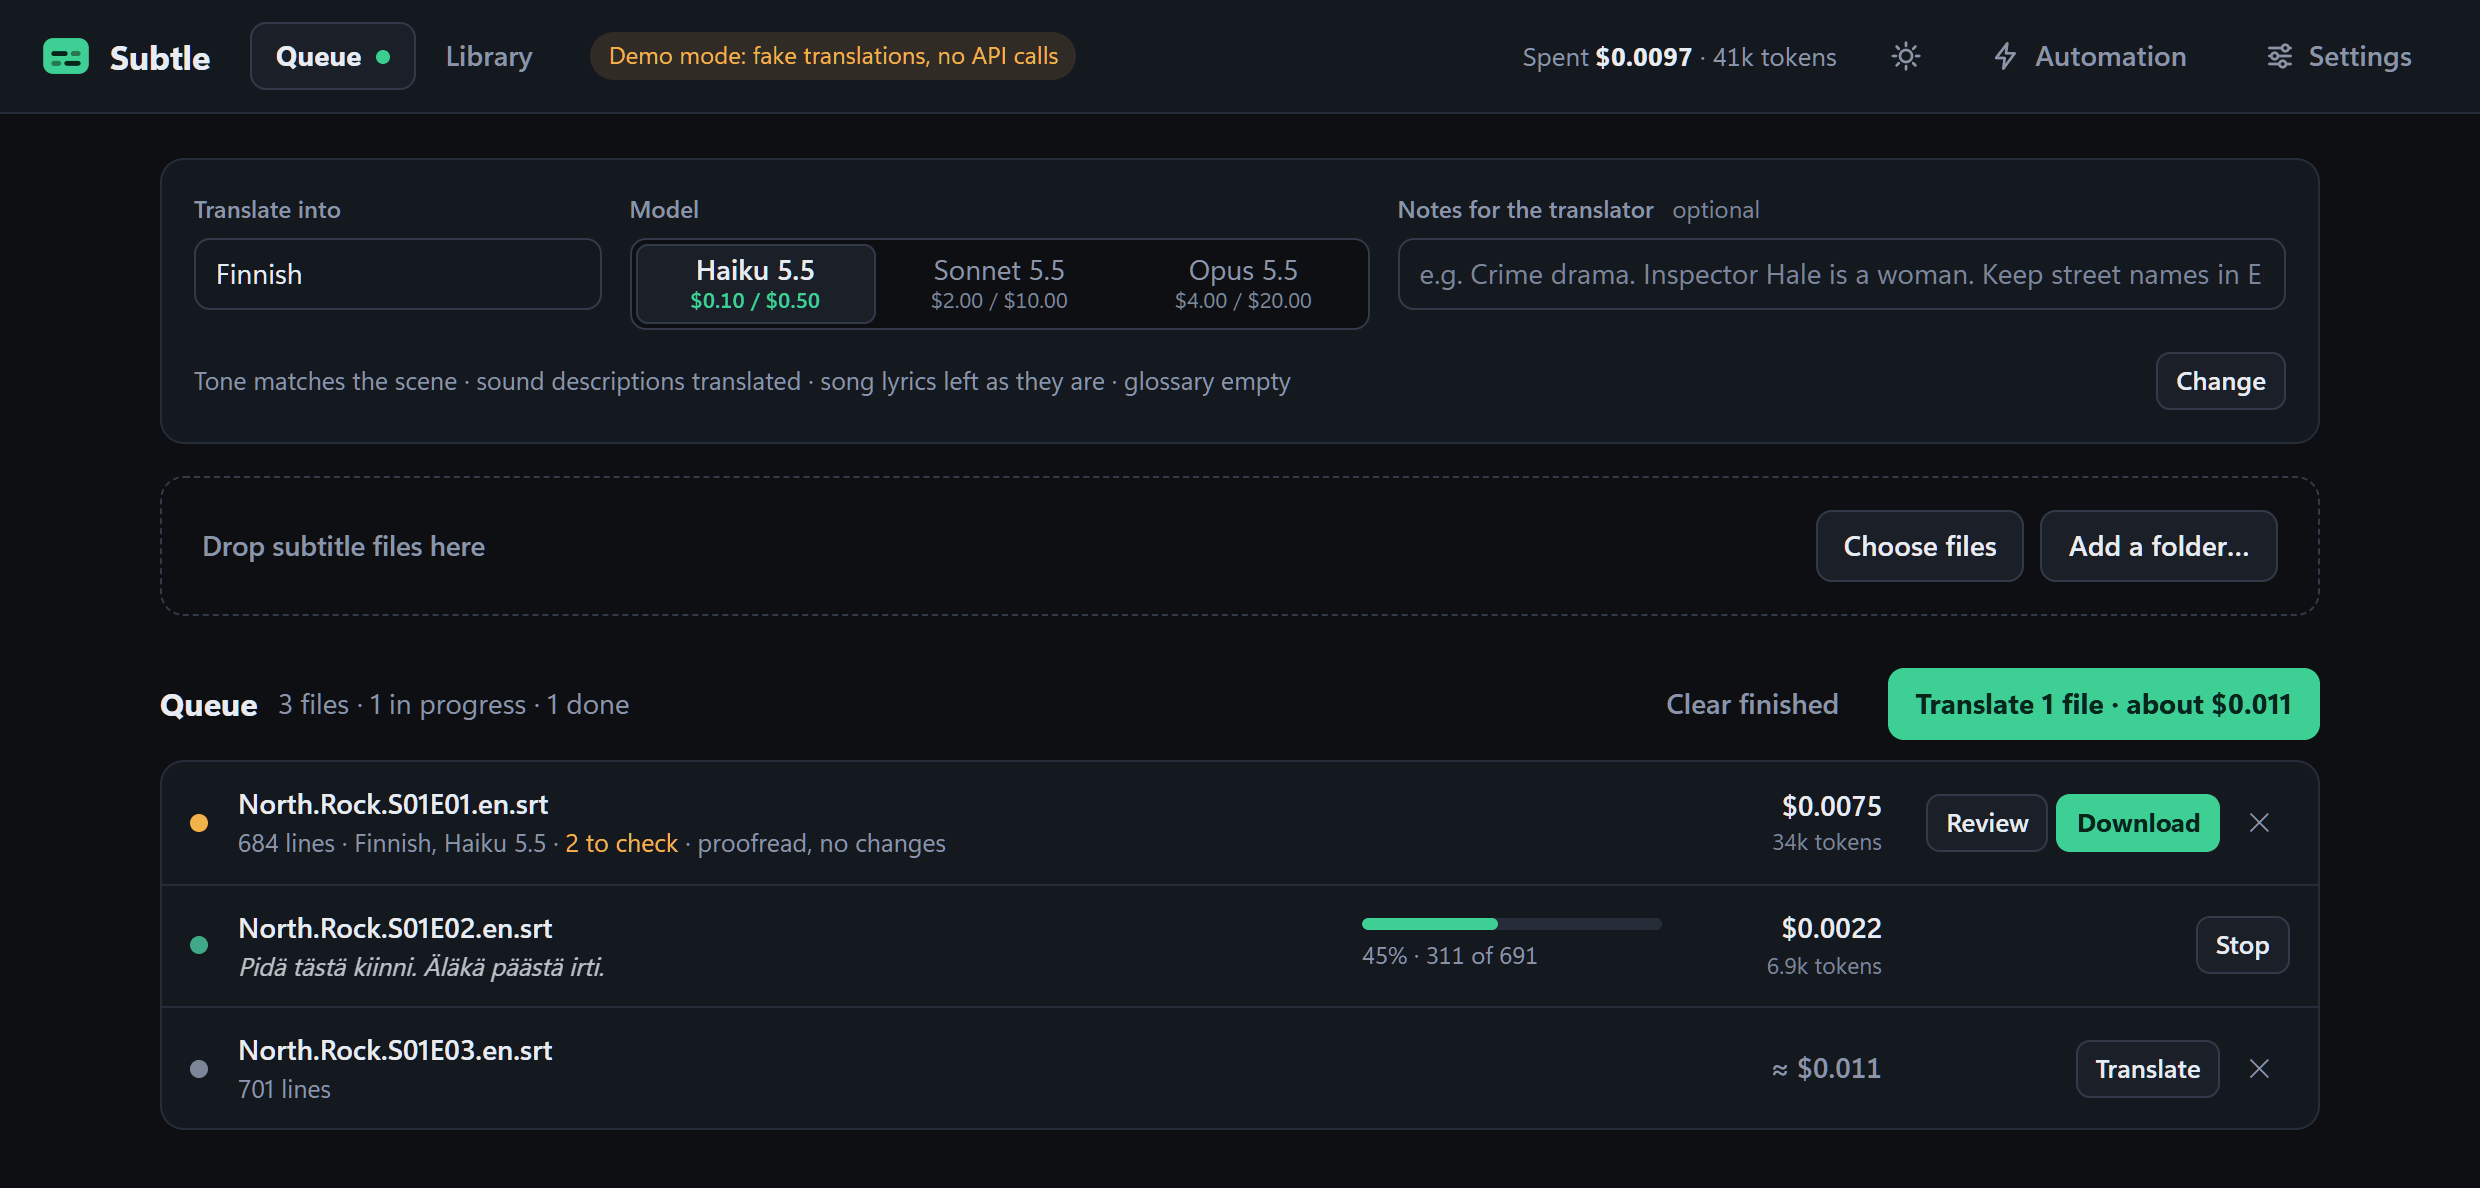 Subtle
Queue
Library
Demo mode: fake translations, no API calls
Spent $0.0097 · 41k tokens
Automation
Settings
Translate into
Model
Notes for the translator optional
Finnish
Haiku 5.5
$0.10 / $0.50
Sonnet 5.5
$2.00 / $10.00
Opus 5.5
$4.00 / $20.00
e.g. Crime drama. Inspector Hale is a woman. Keep street names in E
Tone matches the scene · sound descriptions translated · song lyrics left as they are · glossary empty
Change
Drop subtitle files here
Choose files
Add a folder...
Queue 3 files · 1 in progress · 1 done
Clear finished
Translate 1 file · about $0.011
North.Rock.S01E01.en.srt
684 lines · Finnish, Haiku 5.5 · 2 to check · proofread, no changes
$0.0075
34k tokens
Review
Download
North.Rock.S01E02.en.srt
Pidä tästä kiinni. Äläkä päästä irti.
45% · 311 of 691
$0.0022
6.9k tokens
Stop
North.Rock.S01E03.en.srt
701 lines
≈ $0.011
Translate